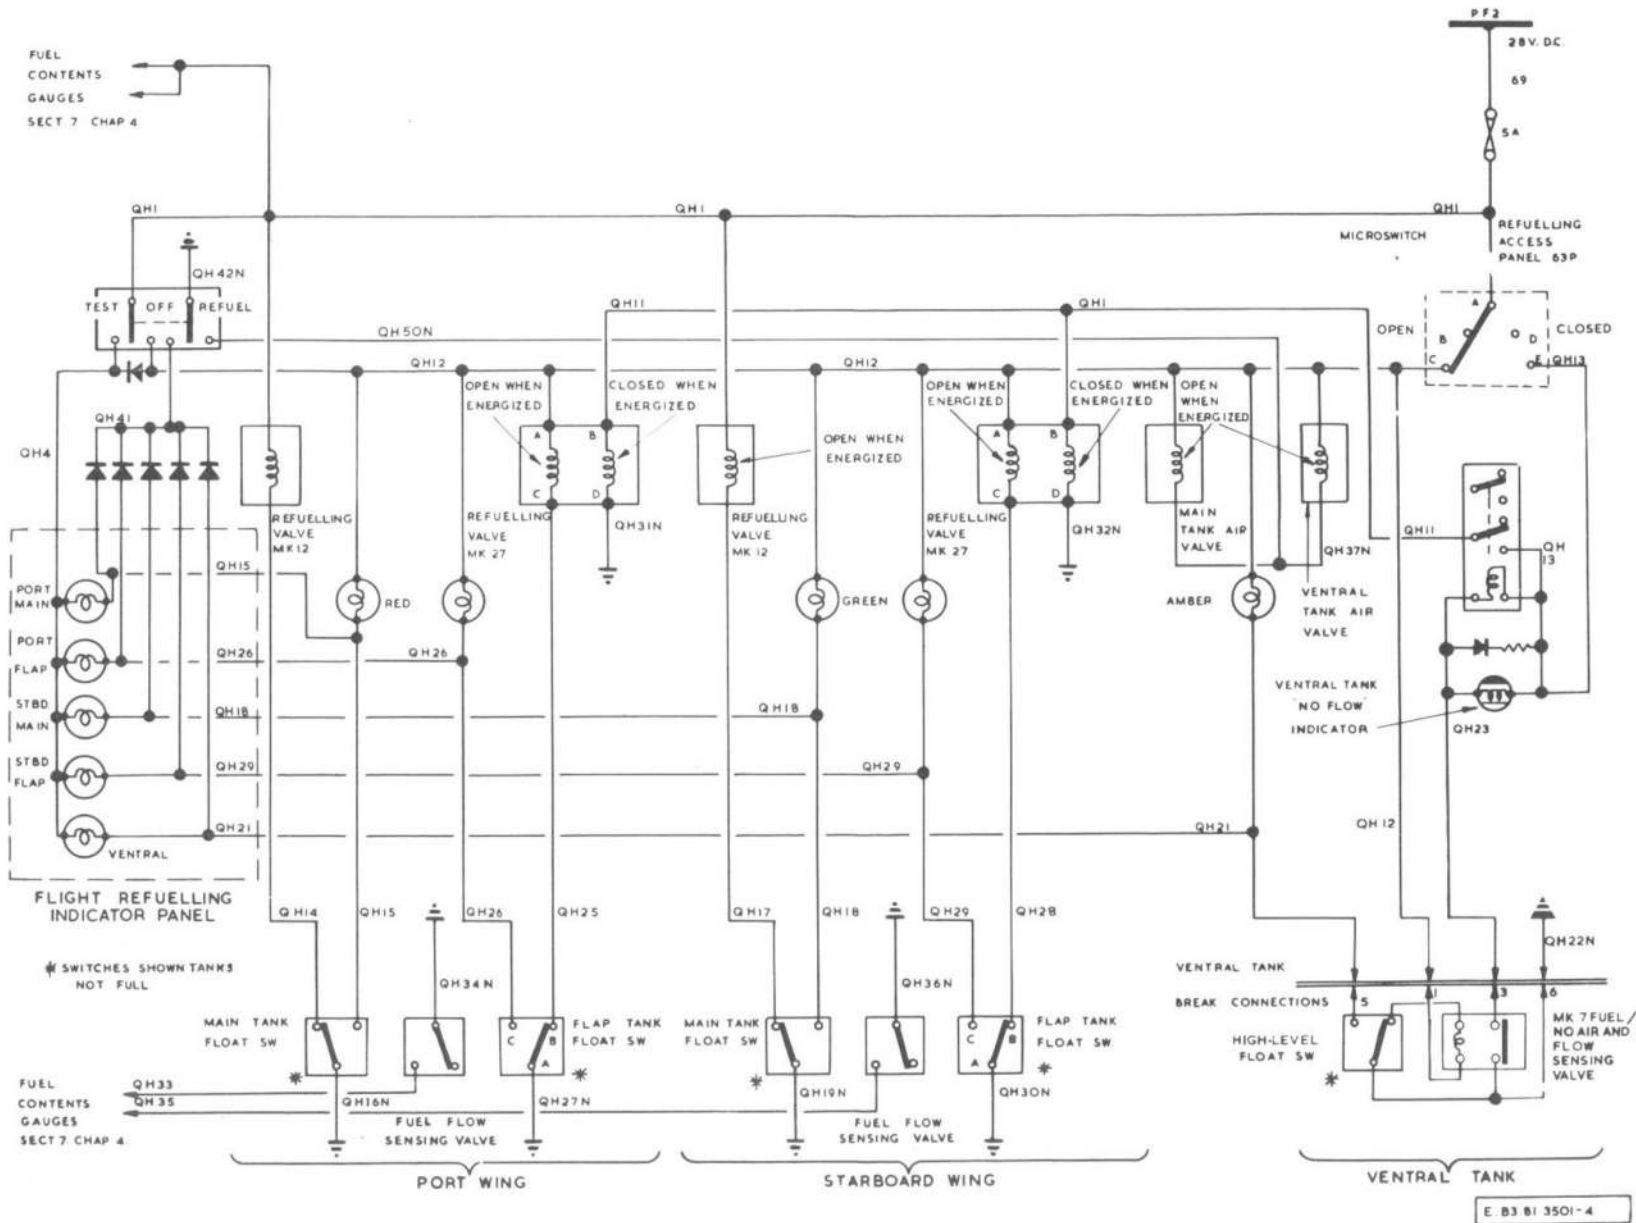 PF2
28V. D.C.
69
5A
FUEL
CONTENTS
GAUGES
SECT. 7 CHAP 4
QH1
QH1
QH1
MICROSWITCH
REFUELLING
ACCESS
PANEL 63P
QH42N
TEST OFF REFUEL
QH11
QH1
A
OPEN
B
C
D
E
CLOSED
QH50N
QH12
QH12
QH13
OPEN WHEN
ENERGIZED
CLOSED WHEN
ENERGIZED
OPEN WHEN
ENERGIZED
CLOSED WHEN
ENERGIZED
OPEN
WHEN
ENERGIZED
QH41
QH4
A B
C D
OPEN WHEN
ENERGIZED
A B
C D
REFUELLING
VALVE
MK12
REFUELLING
VALVE
MK 27
QH31N
REFUELLING
VALVE
MK 12
REFUELLING
VALVE
MK 27
QH32N
MAIN
TANK AIR
VALVE
QH37N
QH11
QH
13
PORT
MAIN
QH15
RED
GREEN
AMBER
VENTRAL
TANK AIR
VALVE
PORT
FLAP
QH26
QH26
STBD
MAIN
QH18
QH18
VENTRAL TANK
'NO FLOW'
INDICATOR
QH23
STBD
FLAP
QH29
QH29
VENTRAL
QH21
QH21
QH12
FLIGHT REFUELLING
INDICATOR PANEL
QH14
QH15
QH26
QH25
QH17
QH18
QH29
QH28
* SWITCHES SHOWN TANKS
NOT FULL
QH34N
QH36N
QH22N
VENTRAL TANK
BREAK CONNECTIONS
5 1 3 6
MAIN TANK
FLOAT SW
*
C B
A
FLAP TANK
FLOAT SW
*
MAIN TANK
FLOAT SW
*
C B
A
FLAP TANK
FLOAT SW
*
HIGH-LEVEL
FLOAT SW
*
MK 7 FUEL/
NO AIR AND
FLOW
SENSING
VALVE
FUEL
CONTENTS
GAUGES
SECT 7 CHAP 4
QH33
QH35
QH16N
FUEL FLOW
SENSING VALVE
QH27N
QH19N
FUEL FLOW
SENSING VALVE
QH30N
PORT WING
STARBOARD WING
VENTRAL TANK
E. B3 B1 3501-4